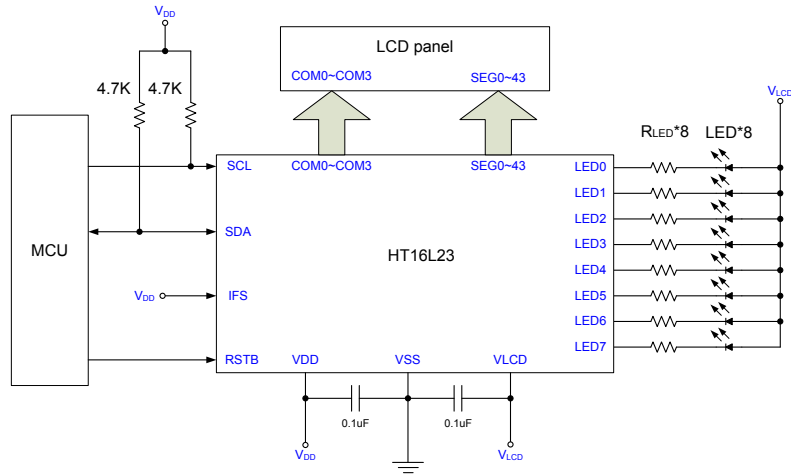 VDD
LCD panel
COM0~COM3 SEG0~43
4.7K 4.7K
VLCD
RLED*8 LED*8
MCU
SCL COM0~COM3 SEG0~43 LED0
LED1
SDA LED2
HT16L23
LED3
LED4
VDD IFS LED5
LED6
RSTB VDD VSS VLCD LED7
0.1uF 0.1uF
VDD VLCD